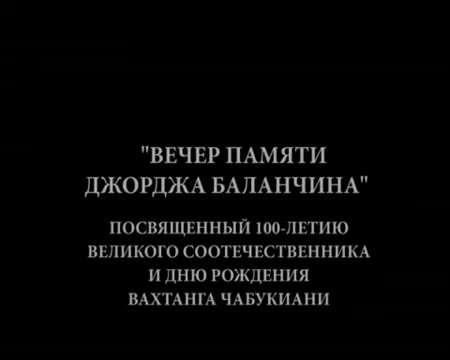 "ВЕЧЕР ПАМЯТИ
ДЖОРДЖА БАЛАНЧИНА"
ПОСВЯЩЕННЫЙ 100-ЛЕТИЮ
ВЕЛИКОГО СООТЕЧЕСТВЕННИКА
И ДНЮ РОЖДЕНИЯ
ВАХТАНГА ЧАБУКИАНИ